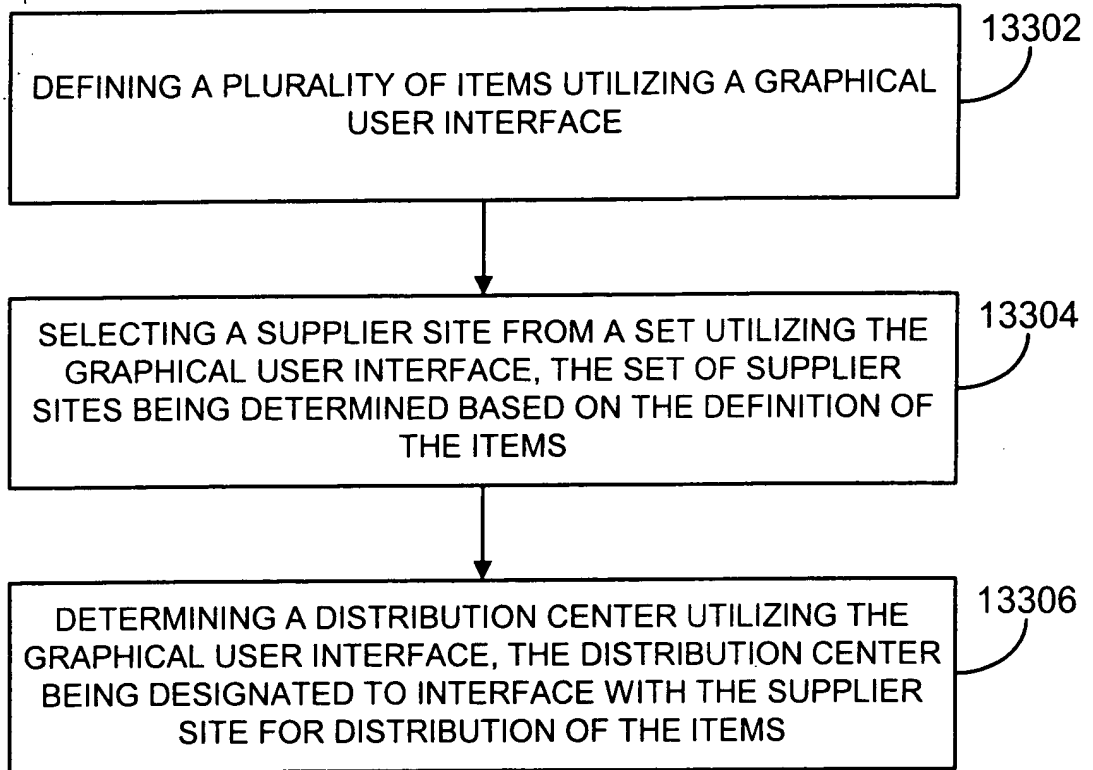 13302
DEFINING A PLURALITY OF ITEMS UTILIZING A GRAPHICAL
USER INTERFACE
13304
SELECTING A SUPPLIER SITE FROM A SET UTILIZING THE
GRAPHICAL USER INTERFACE, THE SET OF SUPPLIER
SITES BEING DETERMINED BASED ON THE DEFINITION OF
THE ITEMS
13306
DETERMINING A DISTRIBUTION CENTER UTILIZING THE
GRAPHICAL USER INTERFACE, THE DISTRIBUTION CENTER
BEING DESIGNATED TO INTERFACE WITH THE SUPPLIER
SITE FOR DISTRIBUTION OF THE ITEMS